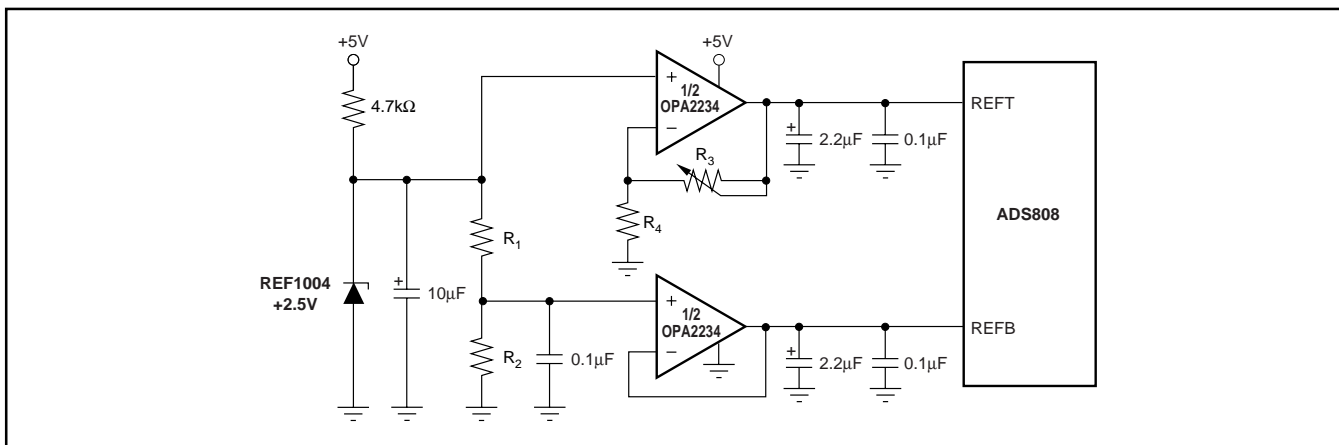 +5V
4.7kΩ
REF1004
+2.5V
+
10µF
R1
R2
0.1µF
+5V
+
1/2
OPA2234
−
R3
R4
+
1/2
OPA2234
−
+
2.2µF
0.1µF
+
2.2µF
0.1µF
REFT
ADS808
REFB